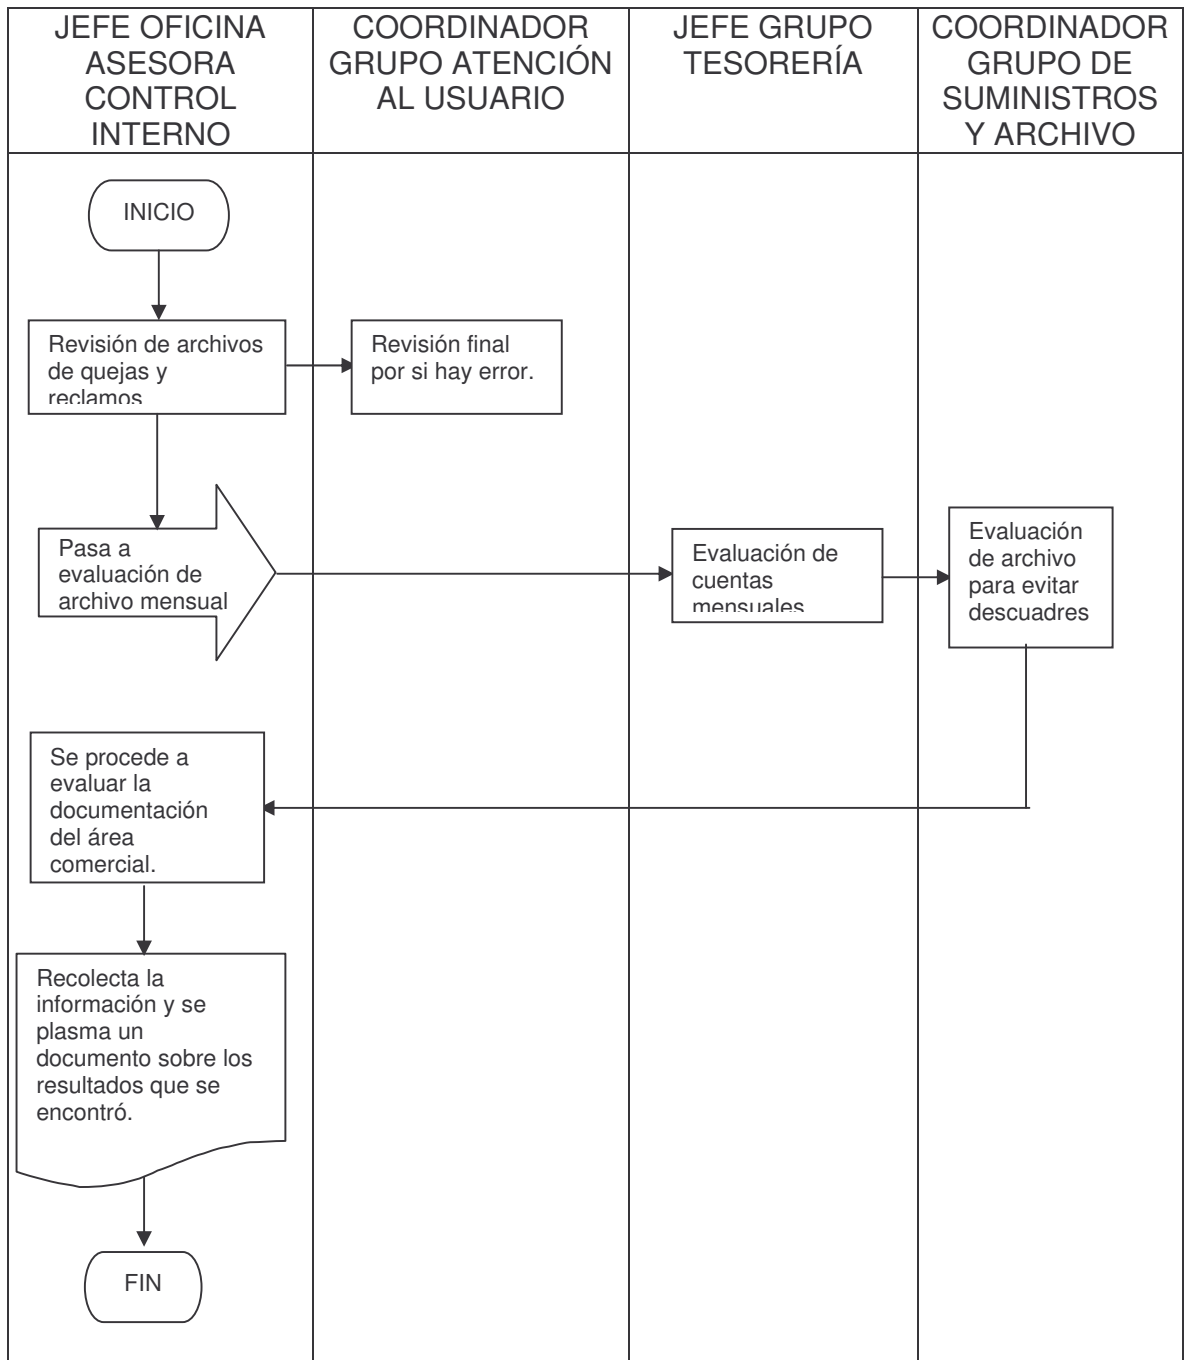 JEFE OFICINA
ASESORA
CONTROL
INTERNO
COORDINADOR
GRUPO ATENCIÓN
AL USUARIO
JEFE GRUPO
TESORERÍA
COORDINADOR
GRUPO DE
SUMINISTROS
Y ARCHIVO
INICIO
Revisión de archivos
de quejas y
reclamos
Revisión final
por si hay error.
Pasa a
evaluación de
archivo mensual
Evaluación de
cuentas
mensuales
Evaluación
de archivo
para evitar
descuadres
Se procede a
evaluar la
documentación
del área
comercial.
Recolecta la
información y se
plasma un
documento sobre los
resultados que se
encontró.
FIN